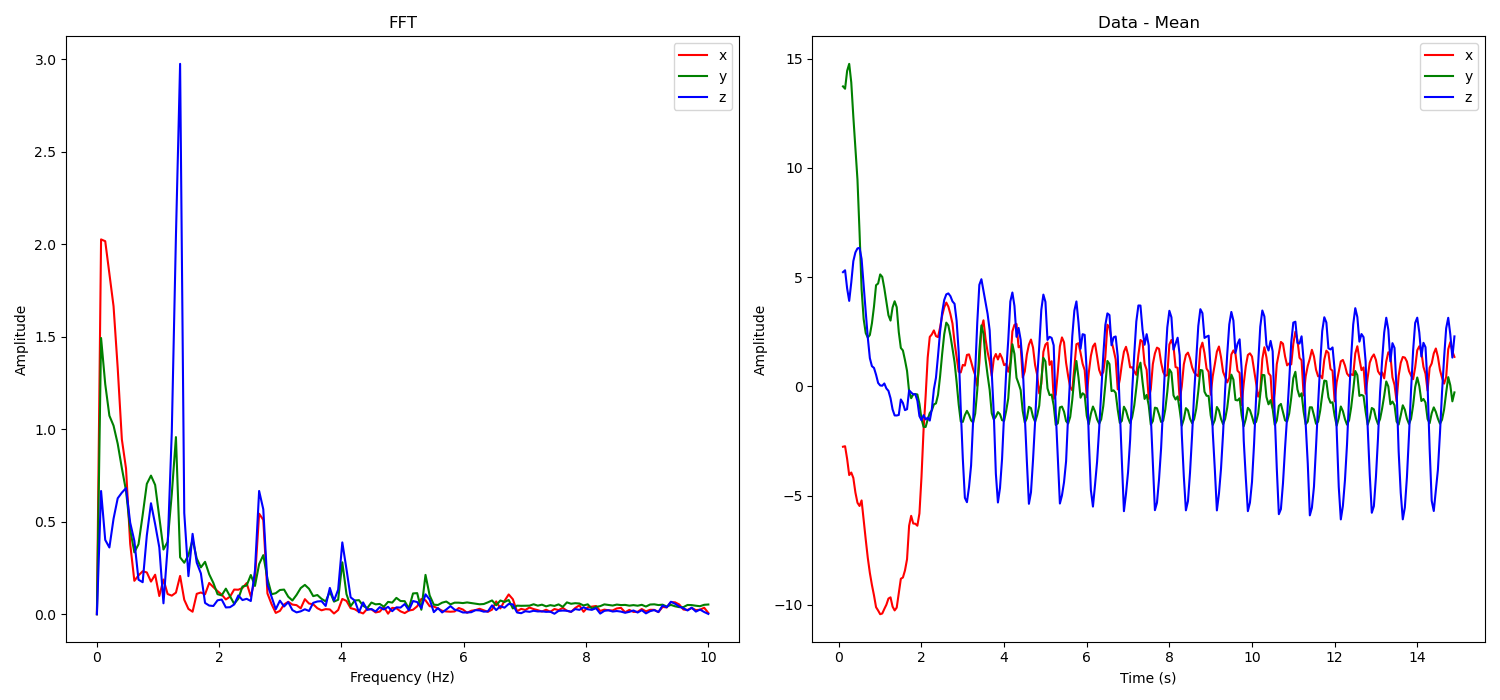 FFT
3.0
2.5
2.0
1.5
1.0
0.5
0.0
Amplitude
0 2 4 6 8 10
Frequency (Hz)
x
y
z
Data - Mean
15
10
5
0
−5
−10
Amplitude
0 2 4 6 8 10 12 14
Time (s)
x
y
z